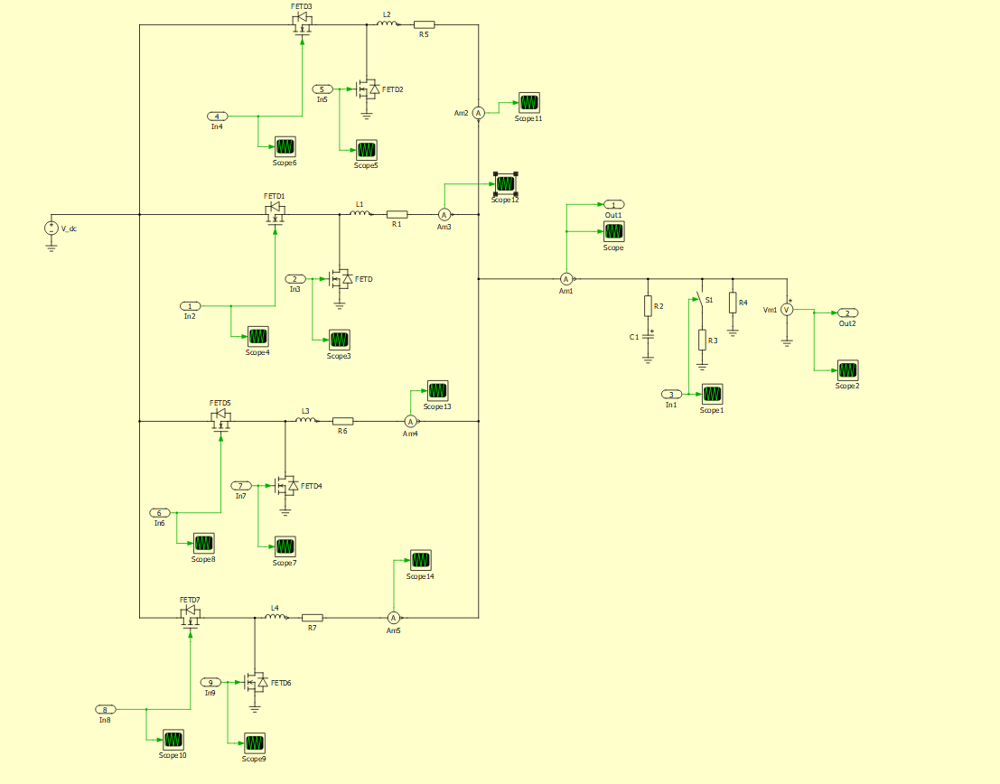 FETD3
L2
R5
5
In5
FETD2
4
In4
Scope6
Scope5
A
Am2
Scope11
V_dc
FETD1
L1
R1
A
Am3
Scope12
2
In3
FETD
1
In2
Scope4
Scope3
1
Out1
Scope
A
Am1
R2
C1
S1
R3
R4
Vm1
V
2
Out2
Scope2
3
In1
Scope1
FETD5
L3
R6
A
Am4
Scope13
7
In7
FETD4
6
In6
Scope8
Scope7
FETD7
L4
R7
A
Am5
Scope14
9
In9
FETD6
8
In8
Scope10
Scope9